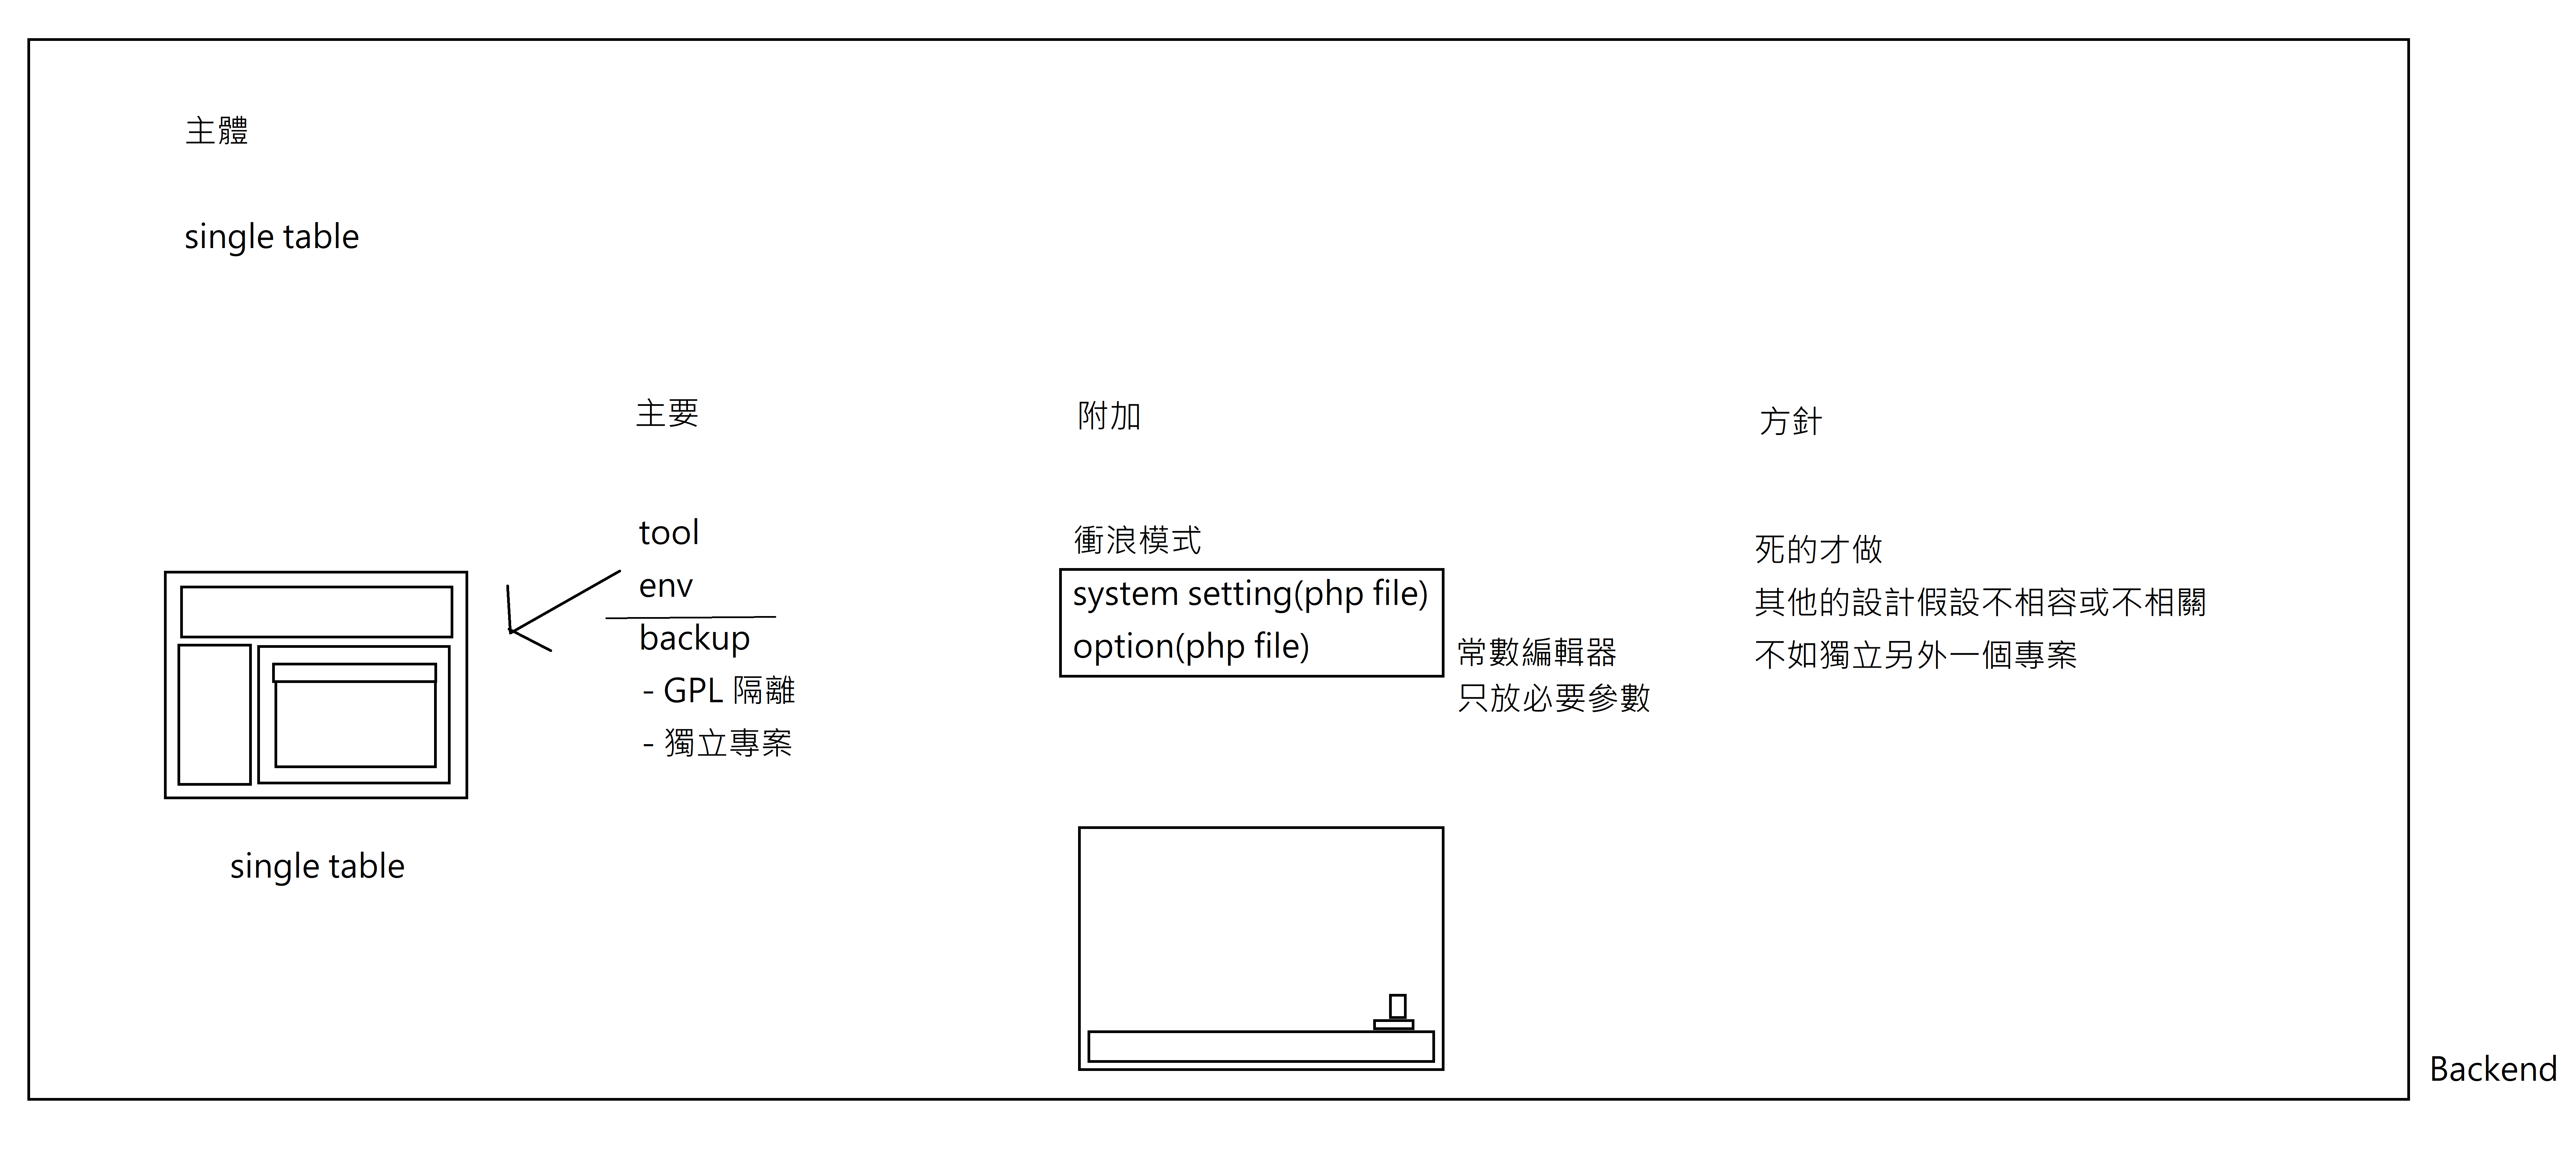 主體
single table
主要
tool
env
backup
- GPL 隔離
- 獨立專案
single table
附加
衝浪模式
system setting(php file)
option(php file)
常數編輯器
只放必要參數
方針
死的才做
其他的設計假設不相容或不相關
不如獨立另外一個專案
Backend